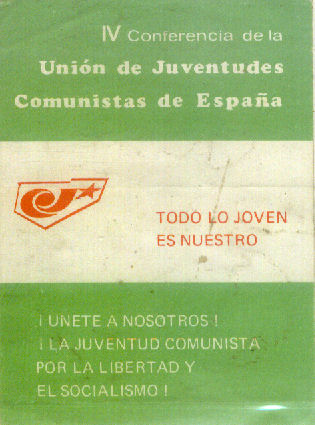 IV Conferencia de la
Unión de Juventudes
Comunistas de España
TODO LO JOVEN
ES NUESTRO
¡ UNETE A NOSOTROS !
¡ LA JUVENTUD COMUNISTA
POR LA LIBERTAD Y
EL SOCIALISMO !